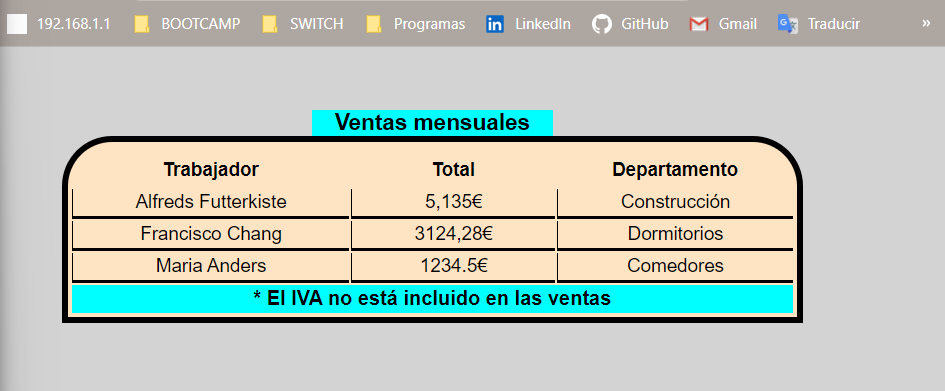 192.168.1.1 BOOTCAMP SWITCH Programas LinkedIn GitHub Gmail Traducir »
Ventas mensuales
Trabajador Total Departamento
Alfreds Futterkiste 5,135€ Construcción
Francisco Chang 3124,28€ Dormitorios
Maria Anders 1234.5€ Comedores
* El IVA no está incluido en las ventas